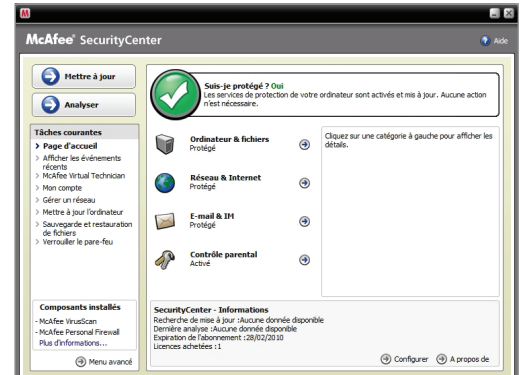 McAfee® SecurityCenter
Aide
Mettre à jour
Analyser
Tâches courantes
Page d'accueil
Afficher les événements
récents
McAfee Virtual Technician
Mon compte
Gérer un réseau
Mettre à jour l'ordinateur
Sauvegarde et restauration
de fichiers
Verrouiller le pare-feu
Composants installés
- McAfee VirusScan
- McAfee Personal Firewall
Plus d'informations...
Menu avancé
Suis-je protégé ? Oui
Les services de protection de votre
ordinateur sont activés et mis à jour. Aucune action
n'est nécessaire.
Ordinateur & fichiers
Protégé
Réseau & Internet
Protégé
E-mail & IM
Protégé
Contrôle parental
Activé
Cliquez sur une catégorie à gauche pour afficher les
détails.
SecurityCenter - Informations
Recherche de mise à jour :Aucune donnée disponible
Dernière analyse :Aucune donnée disponible
Expiration de l'abonnement :28/02/2010
Licences achetées :1
Configurer
A propos de